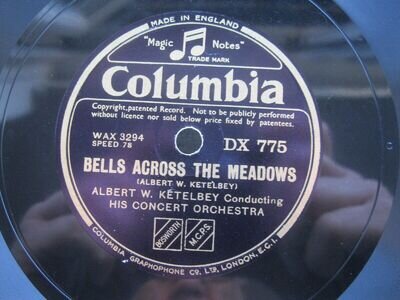 MADE IN ENGLAND
"Magic Notes"
TRADE MARK
Columbia
Copyright, patented Record. Not to be publicly performed
without licence nor sold below price fixed by patentees.
WAX 3294
SPEED 78
DX 775
BELLS ACROSS THE MEADOWS
(ALBERT W. KETELBEY)
ALBERT W. KETELBEY Conducting
HIS CONCERT ORCHESTRA
BOSWORTH
M.C.P.S.
COLUMBIA GRAPHOPHONE CO. LTD. LONDON, E.C.1.